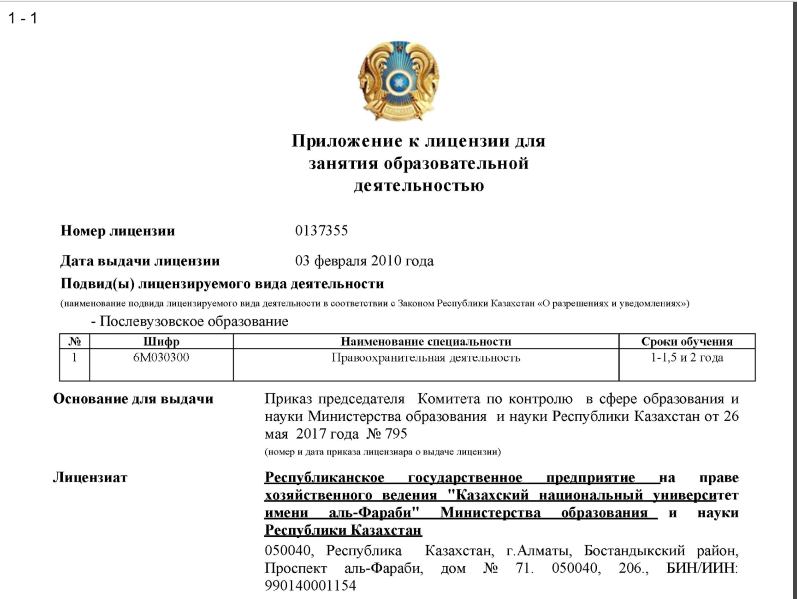 1 - 1
Приложение к лицензии для
занятия образовательной
деятельностью
Номер лицензии 0137355
Дата выдачи лицензии 03 февраля 2010 года
Подвид(ы) лицензируемого вида деятельности
(наименование подвида лицензируемого вида деятельности в соответствии с Законом Республики Казахстан «О разрешениях и уведомлениях»)
- Послевузовское образование
№ Шифр Наименование специальности Сроки обучения
1 6М030300 Правоохранительная деятельность 1-1,5 и 2 года
Основание для выдачи Приказ председателя Комитета по контролю в сфере образования и
науки Министерства образования и науки Республики Казахстан от 26
мая 2017 года № 795
(номер и дата приказа лицензиара о выдаче лицензии)
Лицензиат Республиканское государственное предприятие на праве
хозяйственного ведения "Казахский национальный университет
имени аль-Фараби" Министерства образования и науки
Республики Казахстан
050040, Республика Казахстан, г.Алматы, Бостандыкский район,
Проспект аль-Фараби, дом № 71. 050040, 206., БИН/ИИН:
990140001154